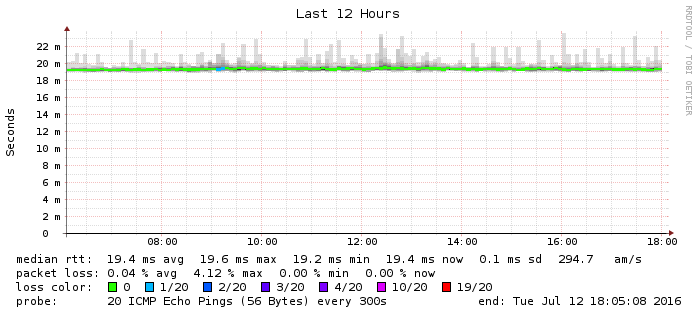 Last 12 Hours
RRDTOOL / TOBI OETIKER
Seconds
22 m
20 m
18 m
16 m
14 m
12 m
10 m
8 m
6 m
4 m
2 m
0
08:00 10:00 12:00 14:00 16:00 18:00
median rtt: 19.4 ms avg 19.6 ms max 19.2 ms min 19.4 ms now 0.1 ms sd 294.7 am/s
packet loss: 0.04 % avg 4.12 % max 0.00 % min 0.00 % now
loss color: 0 1/20 2/20 3/20 4/20 10/20 19/20
probe: 20 ICMP Echo Pings (56 Bytes) every 300s end: Tue Jul 12 18:05:08 2016